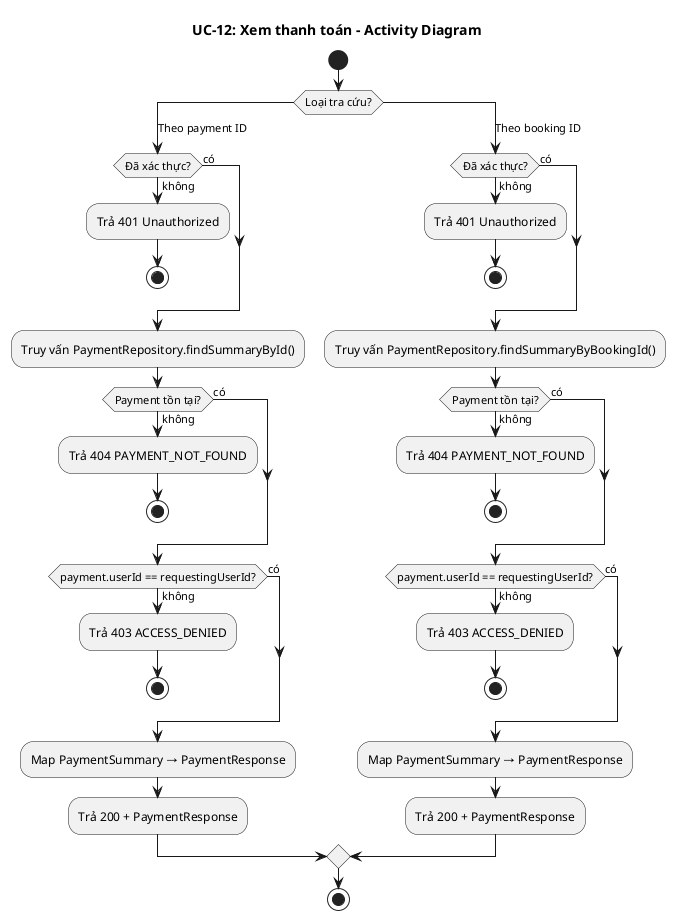 UC-12: Xem thanh toán - Activity Diagram
Loại tra cứu?
Theo payment ID
Đã xác thực?
có
không
Trả 401 Unauthorized
Truy vấn PaymentRepository.findSummaryById()
Payment tồn tại?
có
không
Trả 404 PAYMENT_NOT_FOUND
payment.userId == requestingUserId?
có
không
Trả 403 ACCESS_DENIED
Map PaymentSummary → PaymentResponse
Trả 200 + PaymentResponse
Theo booking ID
Đã xác thực?
có
không
Trả 401 Unauthorized
Truy vấn PaymentRepository.findSummaryByBookingId()
Payment tồn tại?
có
không
Trả 404 PAYMENT_NOT_FOUND
payment.userId == requestingUserId?
có
không
Trả 403 ACCESS_DENIED
Map PaymentSummary → PaymentResponse
Trả 200 + PaymentResponse